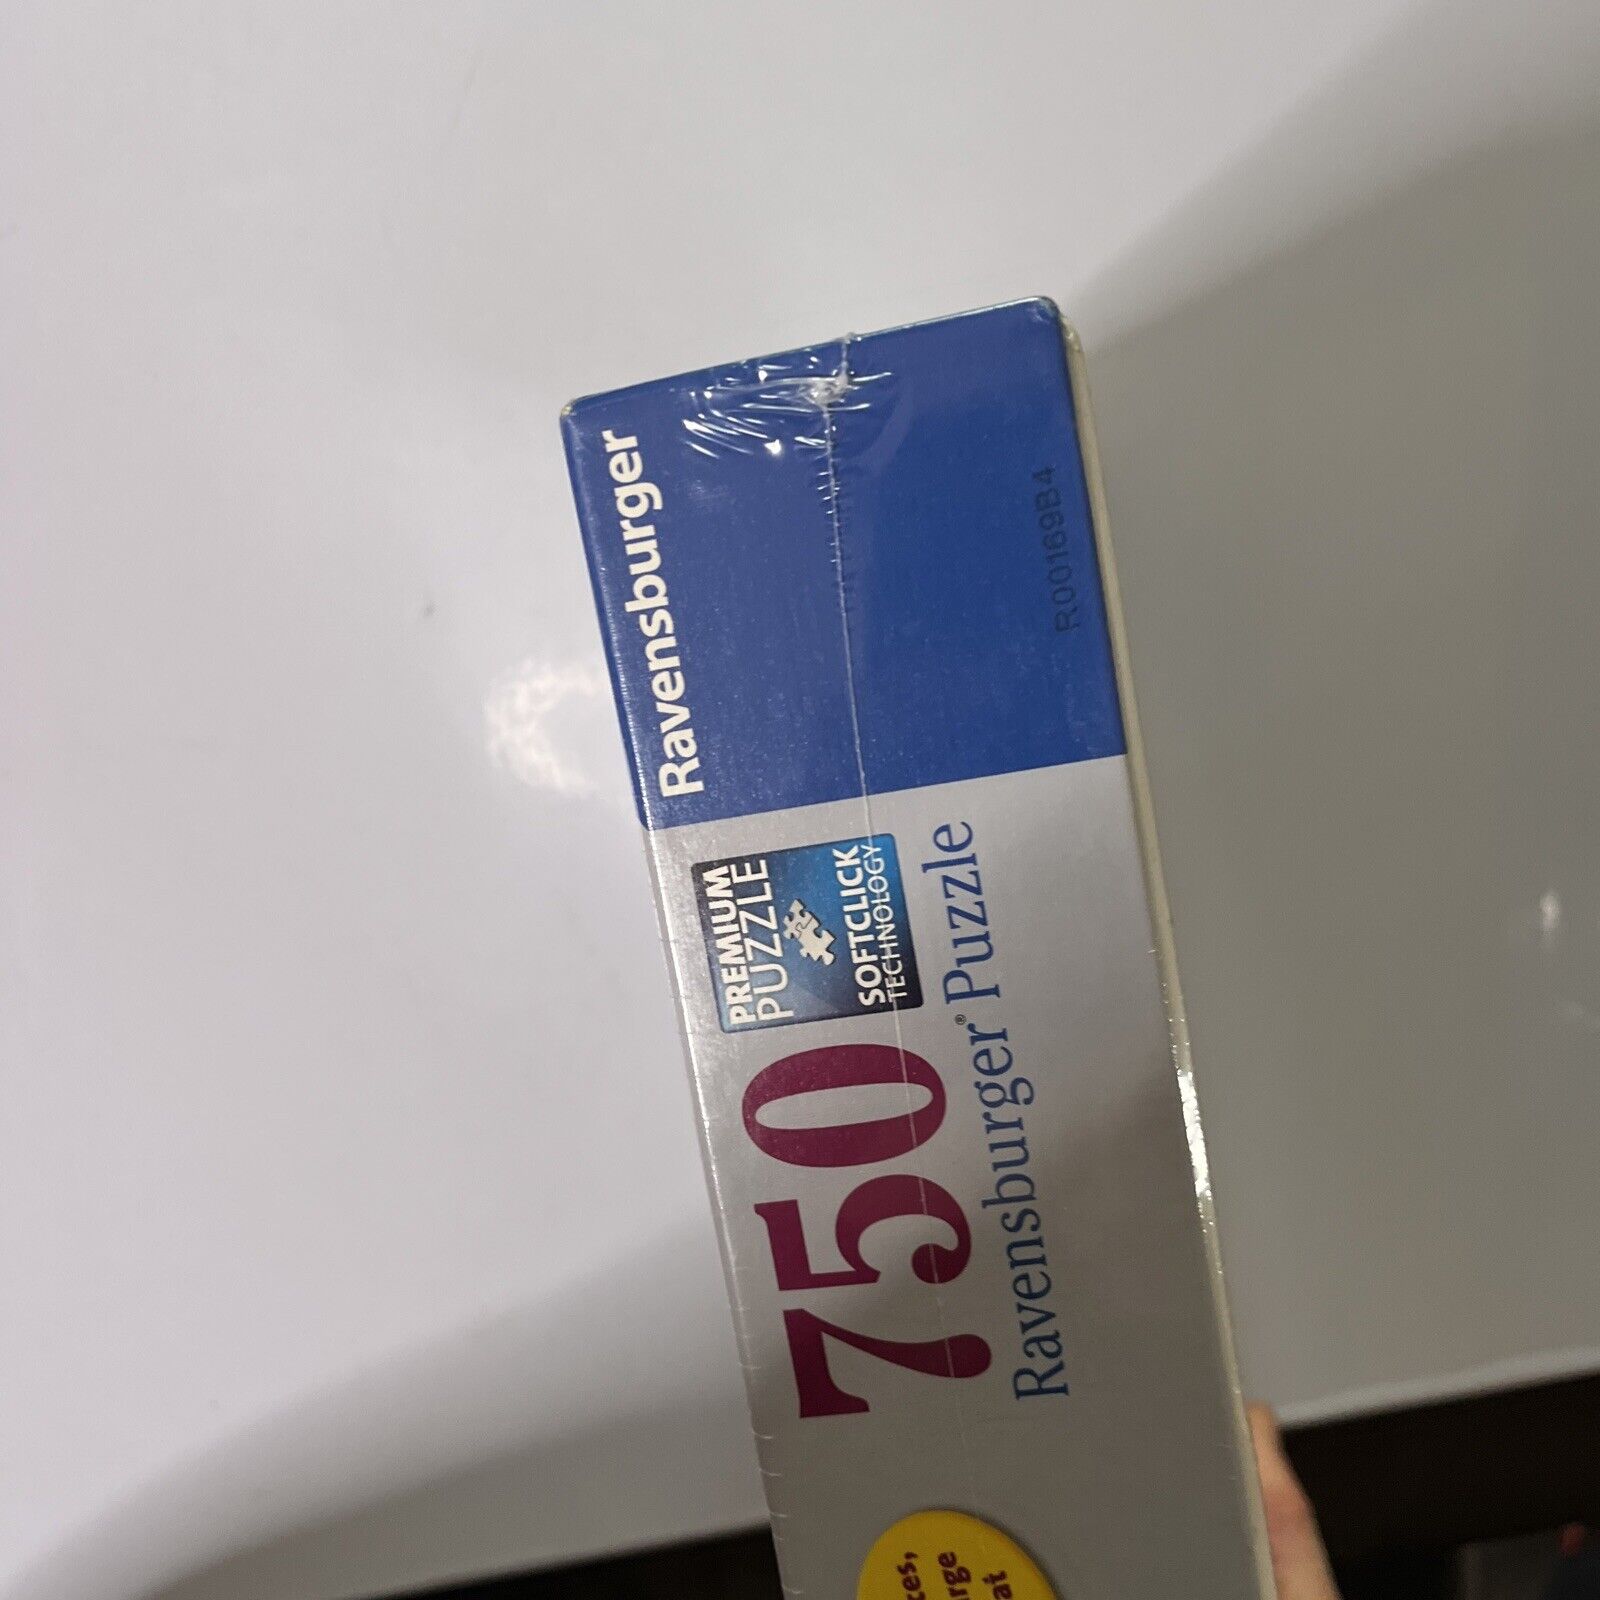 Ravensburger
R00169B4
PREMIUM
PUZZLE
SOFTCLICK
TECHNOLOGY
750
Ravensburger® Puzzle